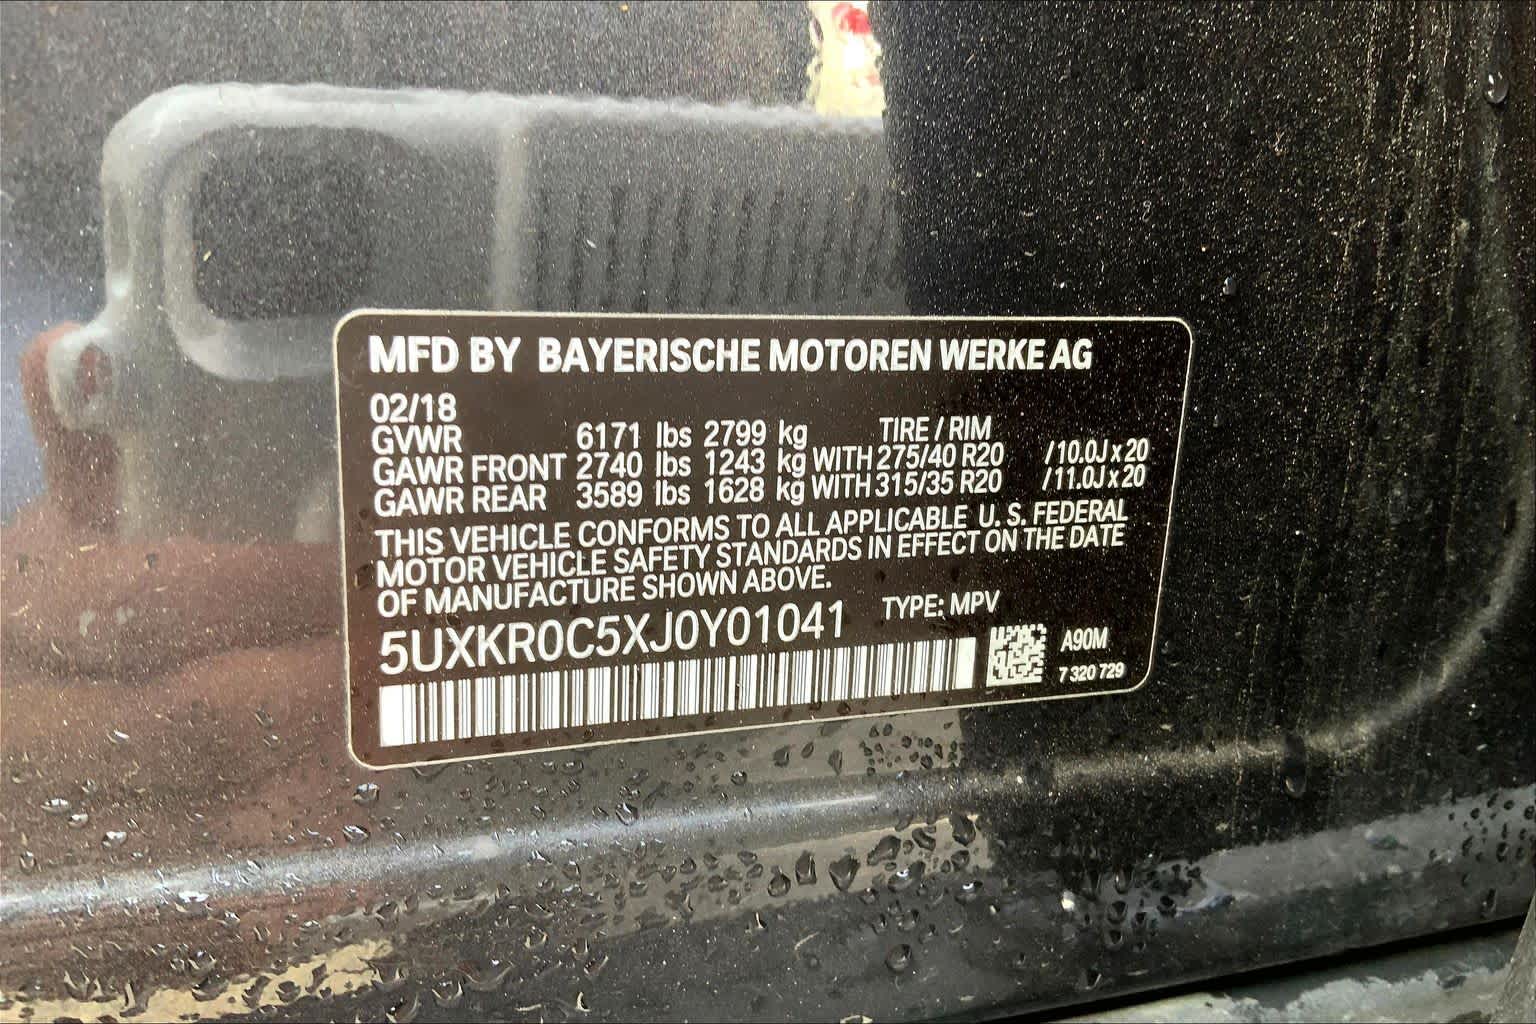 MFD BY BAYERISCHE MOTOREN WERKE AG
02/18
GVWR 6171 lbs 2799 kg TIRE / RIM
GAWR FRONT 2740 lbs 1243 kg WITH 275/40 R20 /10.0J x 20
GAWR REAR 3589 lbs 1628 kg WITH 315/35 R20 /11.0J x 20
THIS VEHICLE CONFORMS TO ALL APPLICABLE U. S. FEDERAL
MOTOR VEHICLE SAFETY STANDARDS IN EFFECT ON THE DATE
OF MANUFACTURE SHOWN ABOVE.
5UXKR0C5XJ0Y01041 TYPE: MPV
A90M
7 320 729